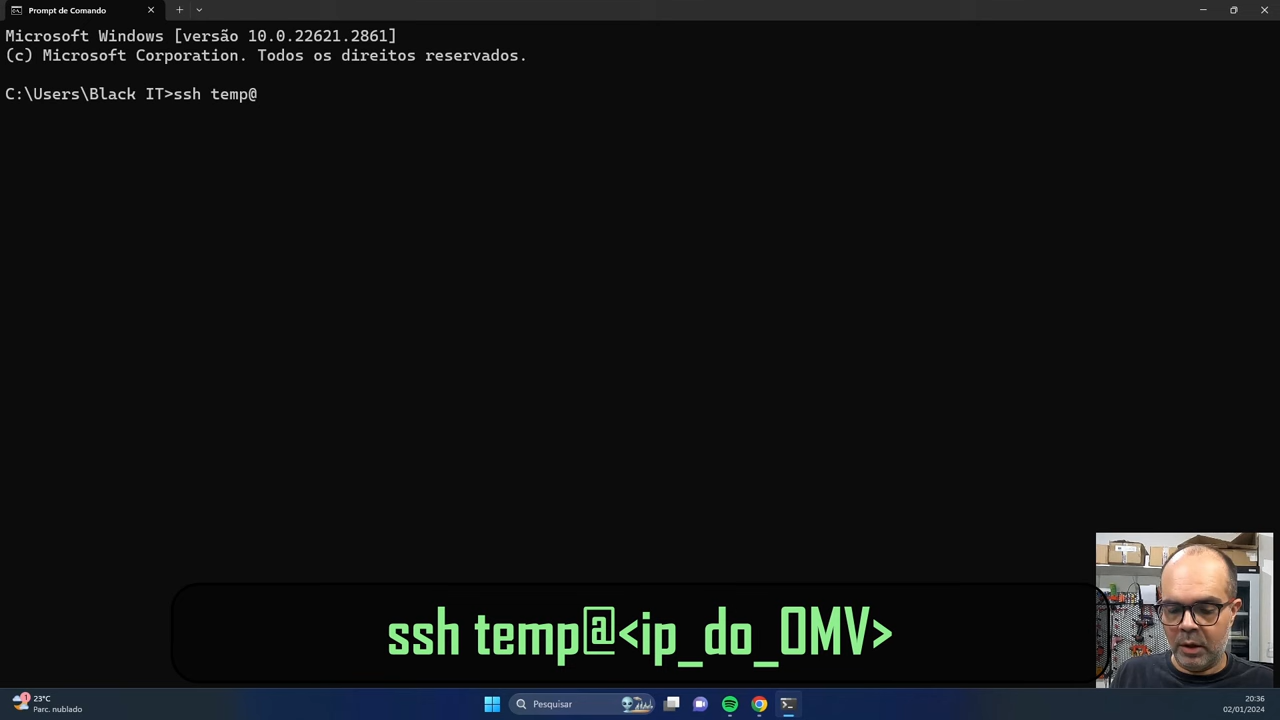 Prompt de Comando
Microsoft Windows [versão 10.0.22621.2861]
(c) Microsoft Corporation. Todos os direitos reservados.
C:\Users\Black IT>ssh temp@
ssh temp@<ip_do_OMV>
1
23°C
Parc. nublado
Pesquisar
20:36
02/01/2024